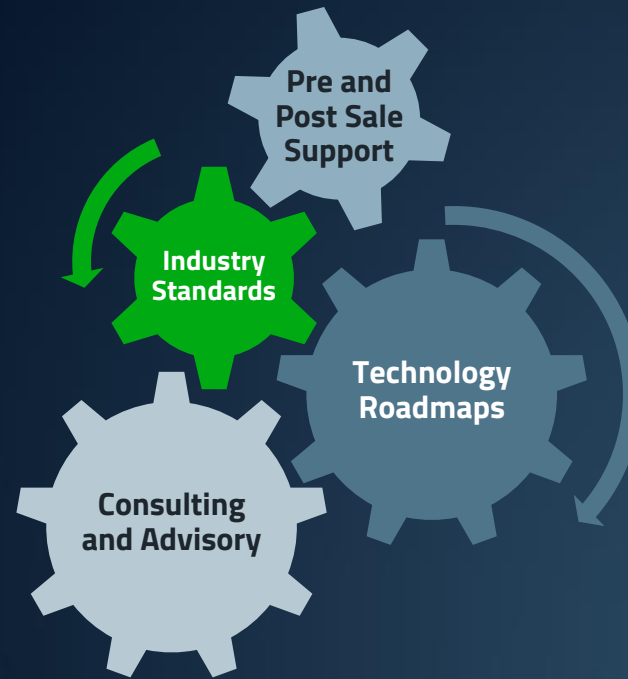 Pre and
Post Sale
Support
Industry
Standards
Technology
Roadmaps
Consulting
and Advisory